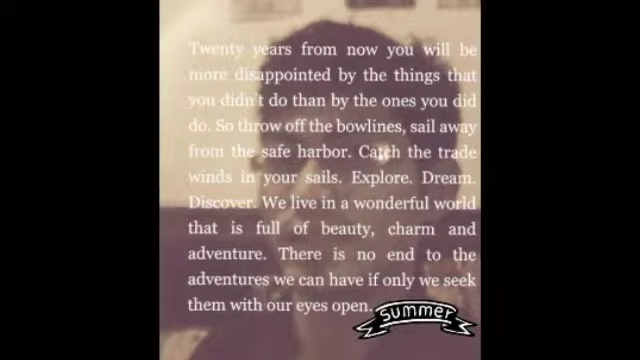 Twenty years from now you will be
more disappointed by the things that
you didn't do than by the ones you did
do. So throw off the bowlines, sail away
from the safe harbor. Catch the trade
winds in your sails. Explore. Dream.
Discover. We live in a wonderful world
that is full of beauty, charm and
adventure. There is no end to the
adventures we can have if only we seek
them with our eyes open.
summer